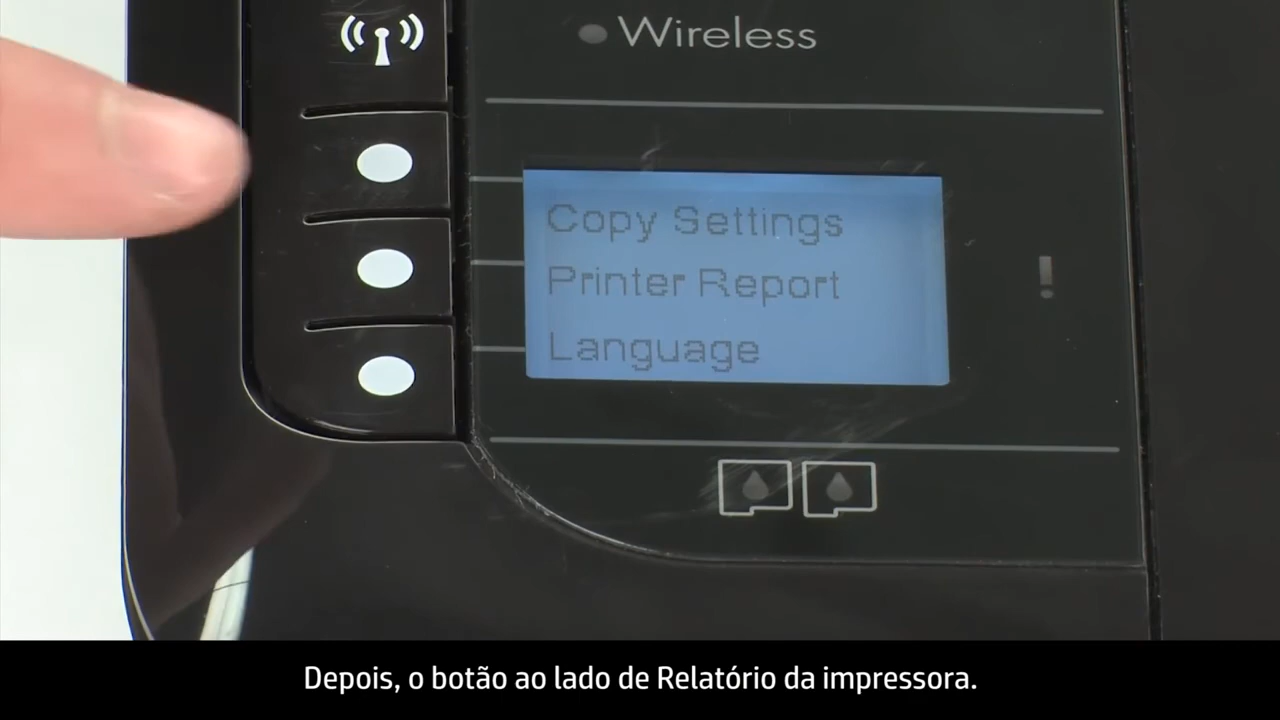 Wireless
Copy Settings
Printer Report
Language
!
Depois, o botão ao lado de Relatório da impressora.